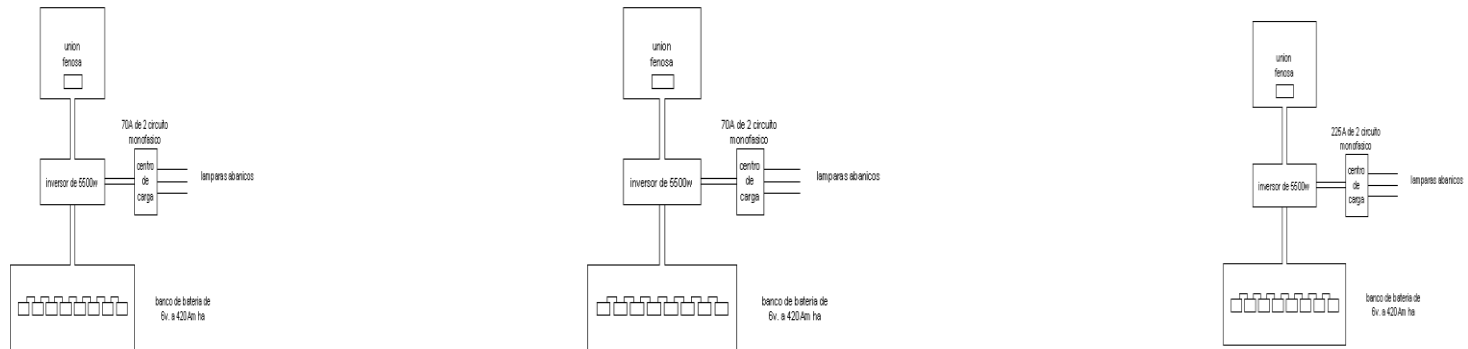 union
fenosa
70A de 2 circuito
monofasico
inversor de 5500w
centro
de
carga
lamparas abanicos
banco de bateria de
6v. a 420Am ha
union
fenosa
70A de 2 circuito
monofasico
inversor de 5500w
centro
de
carga
lamparas abanicos
banco de bateria de
6v. a 420Am ha
union
fenosa
225A de 2 circuito
monofasico
inversor de 5500w
centro
de
carga
lamparas abanicos
banco de bateria de
6v. a 420Am ha